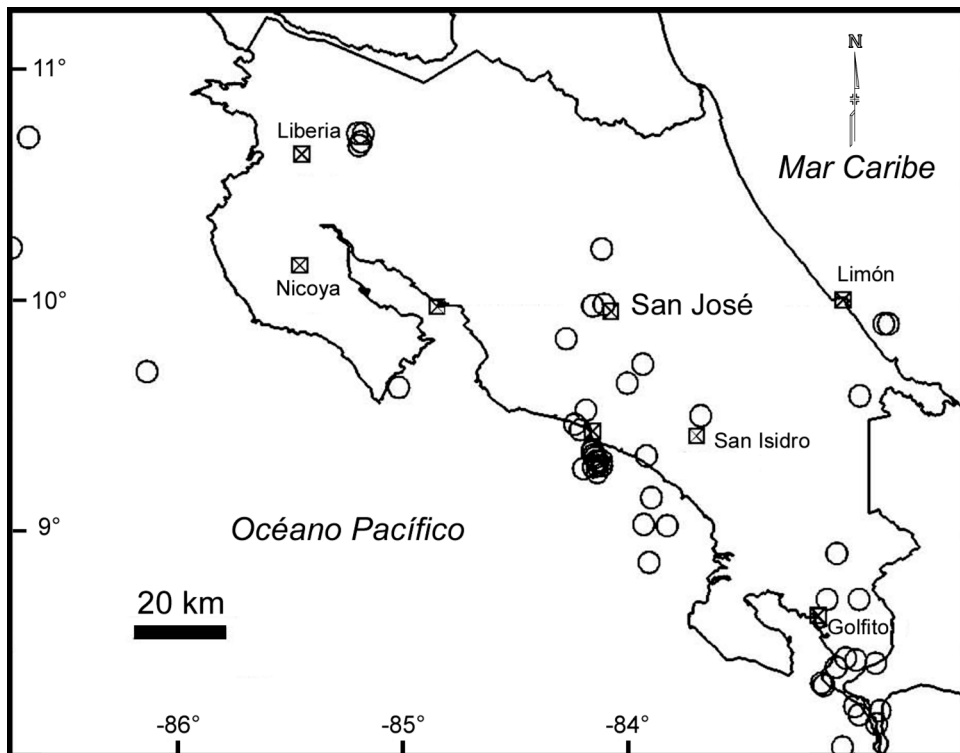 11°
N
Liberia
Mar Caribe
Nicoya
Limón
10°
San José
San Isidro
Océano Pacífico
9°
20 km
Golfito
-86°
-85°
-84°